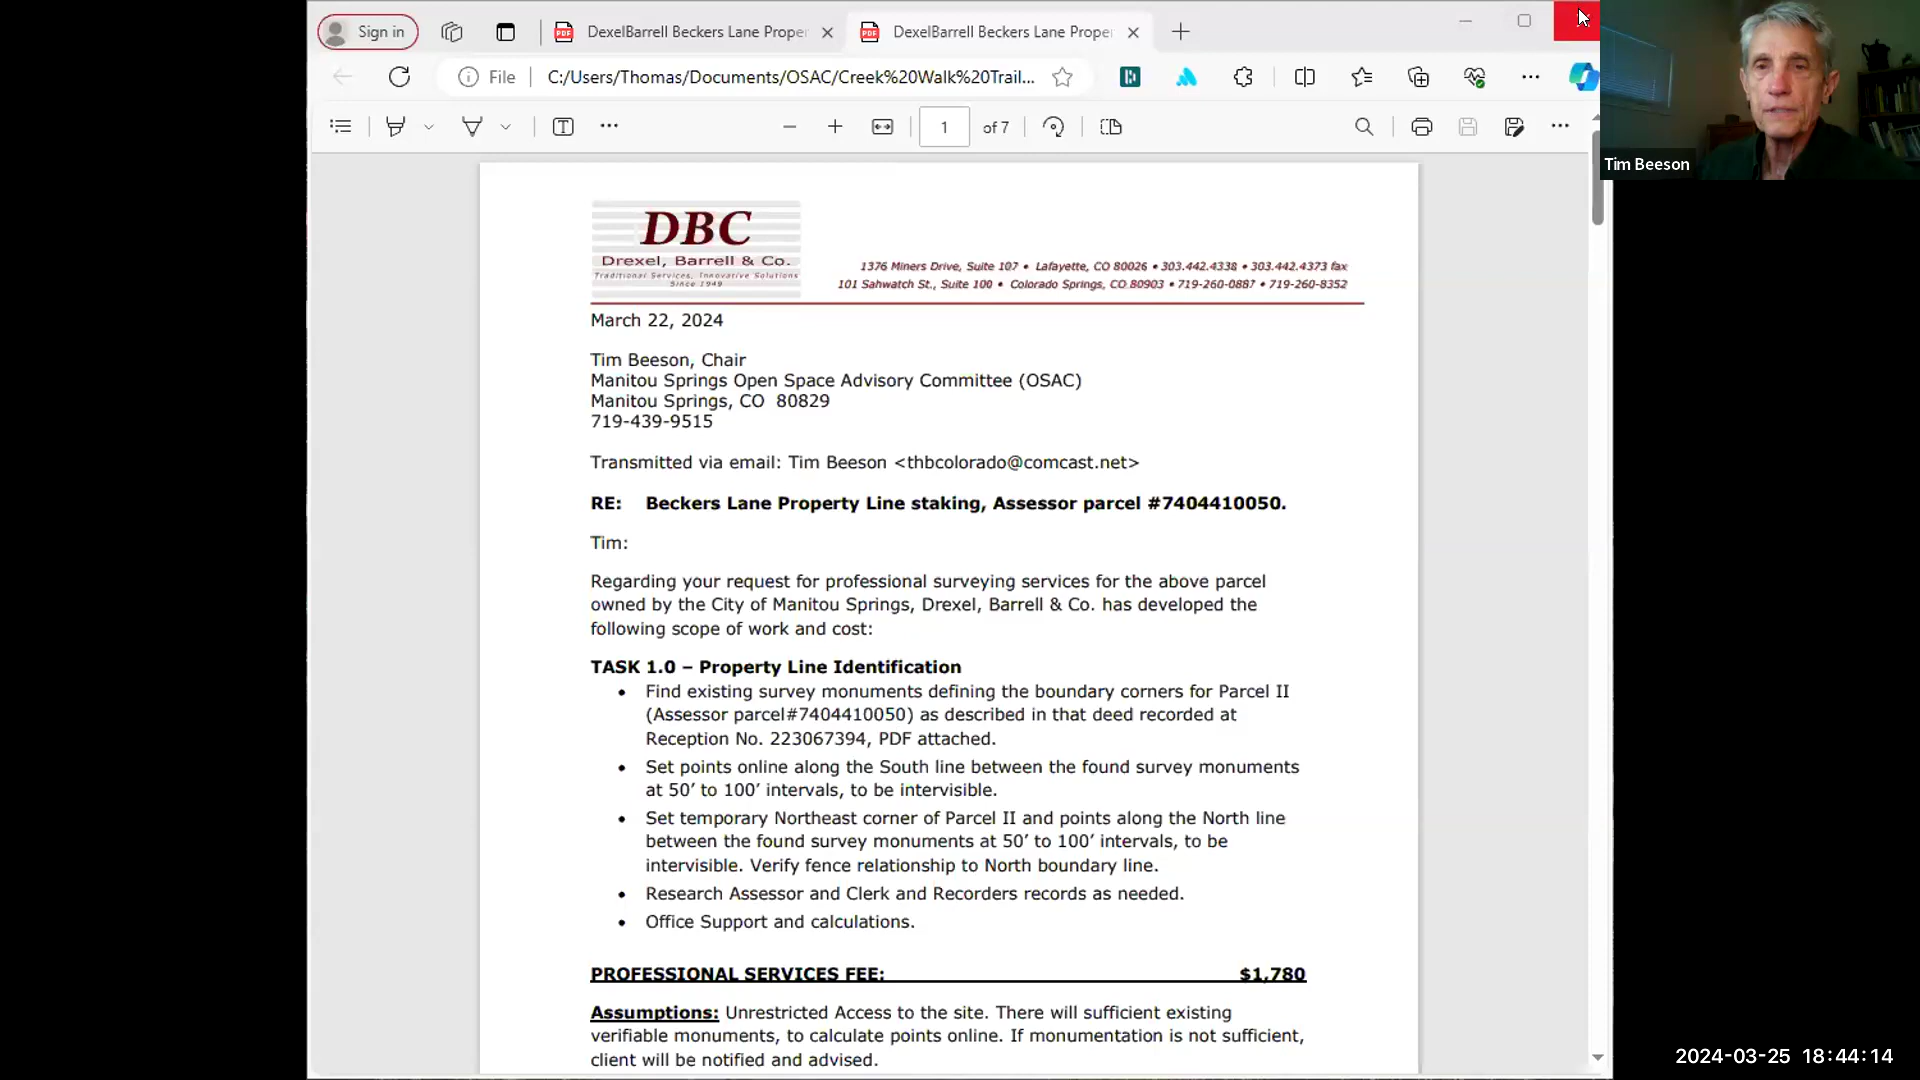 Sign in
DexelBarrell Beckers Lane Proper
DexelBarrell Beckers Lane Proper
File
C:/Users/Thomas/Documents/OSAC/Creek%20Walk%20Trail...
1 of 7
Tim Beeson
DBC
Drexel, Barrell & Co.
Traditional Services, Innovative Solutions
Since 1949
1376 Miners Drive, Suite 107 • Lafayette, CO 80026 • 303.442.4338 • 303.442.4373 fax
101 Sahwatch St., Suite 100 • Colorado Springs, CO 80903 • 719-260-0887 • 719-260-8352
March 22, 2024
Tim Beeson, Chair
Manitou Springs Open Space Advisory Committee (OSAC)
Manitou Springs, CO 80829
719-439-9515
Transmitted via email: Tim Beeson <thbcolorado@comcast.net>
RE: Beckers Lane Property Line staking, Assessor parcel #7404410050.
Tim:
Regarding your request for professional surveying services for the above parcel
owned by the City of Manitou Springs, Drexel, Barrell & Co. has developed the
following scope of work and cost:
TASK 1.0 – Property Line Identification
• Find existing survey monuments defining the boundary corners for Parcel II
(Assessor parcel#7404410050) as described in that deed recorded at
Reception No. 223067394, PDF attached.
• Set points online along the South line between the found survey monuments
at 50’ to 100’ intervals, to be intervisible.
• Set temporary Northeast corner of Parcel II and points along the North line
between the found survey monuments at 50’ to 100’ intervals, to be
intervisible. Verify fence relationship to North boundary line.
• Research Assessor and Clerk and Recorders records as needed.
• Office Support and calculations.
PROFESSIONAL SERVICES FEE: $1,780
Assumptions: Unrestricted Access to the site. There will sufficient existing
verifiable monuments, to calculate points online. If monumentation is not sufficient,
client will be notified and advised.
2024-03-25 18:44:14